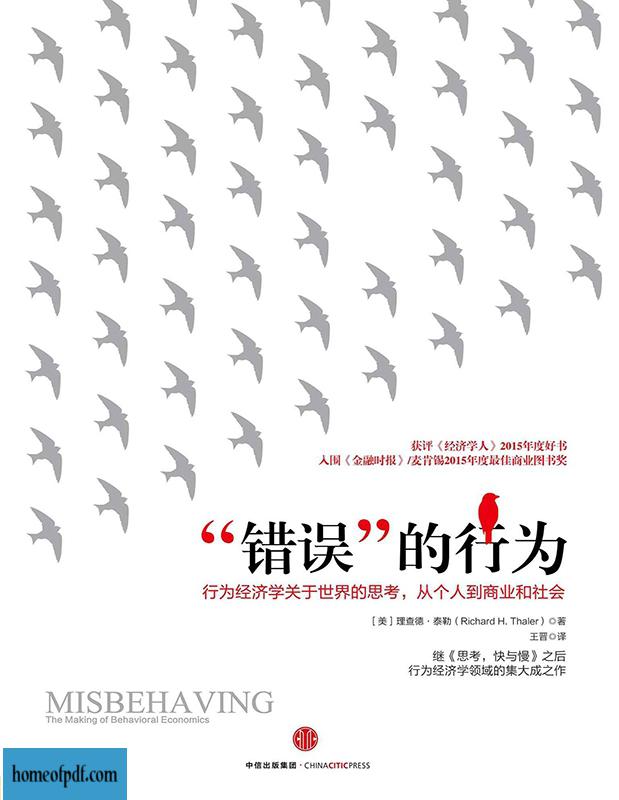 获评《经济学人》2015年度好书
入围《金融时报》/麦肯锡2015年度最佳商业图书奖
“错误”的行为
行为经济学关于世界的思考，从个人到商业和社会
［美］理查德·泰勒（Richard H. Thaler）◎著
王晋◎译
继《思考，快与慢》之后
行为经济学领域的集大成之作
MISBEHAVING
The Making of Behavioral Economics
中信出版集团·CHINACITICPRESS
homeofpdf.com